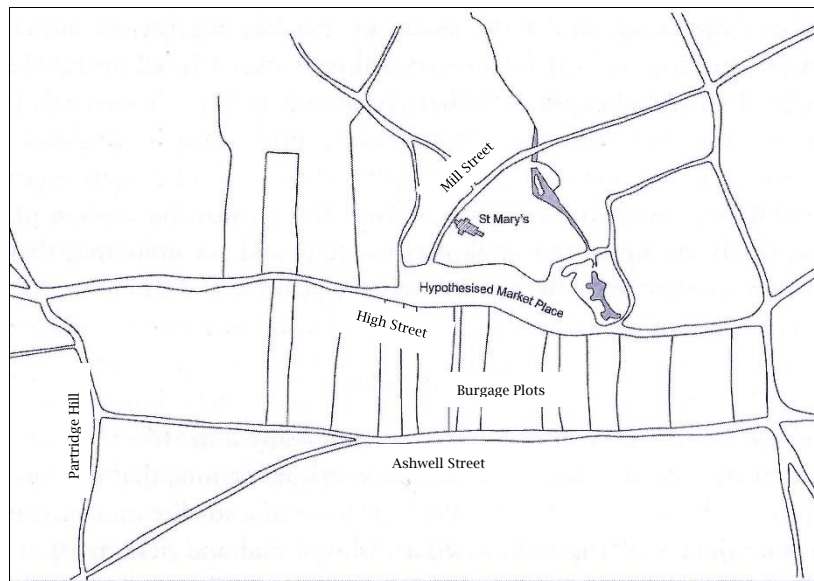 Mill Street
St Mary's
Hypothesised Market Place
High Street
Burgage Plots
Partridge Hill
Ashwell Street